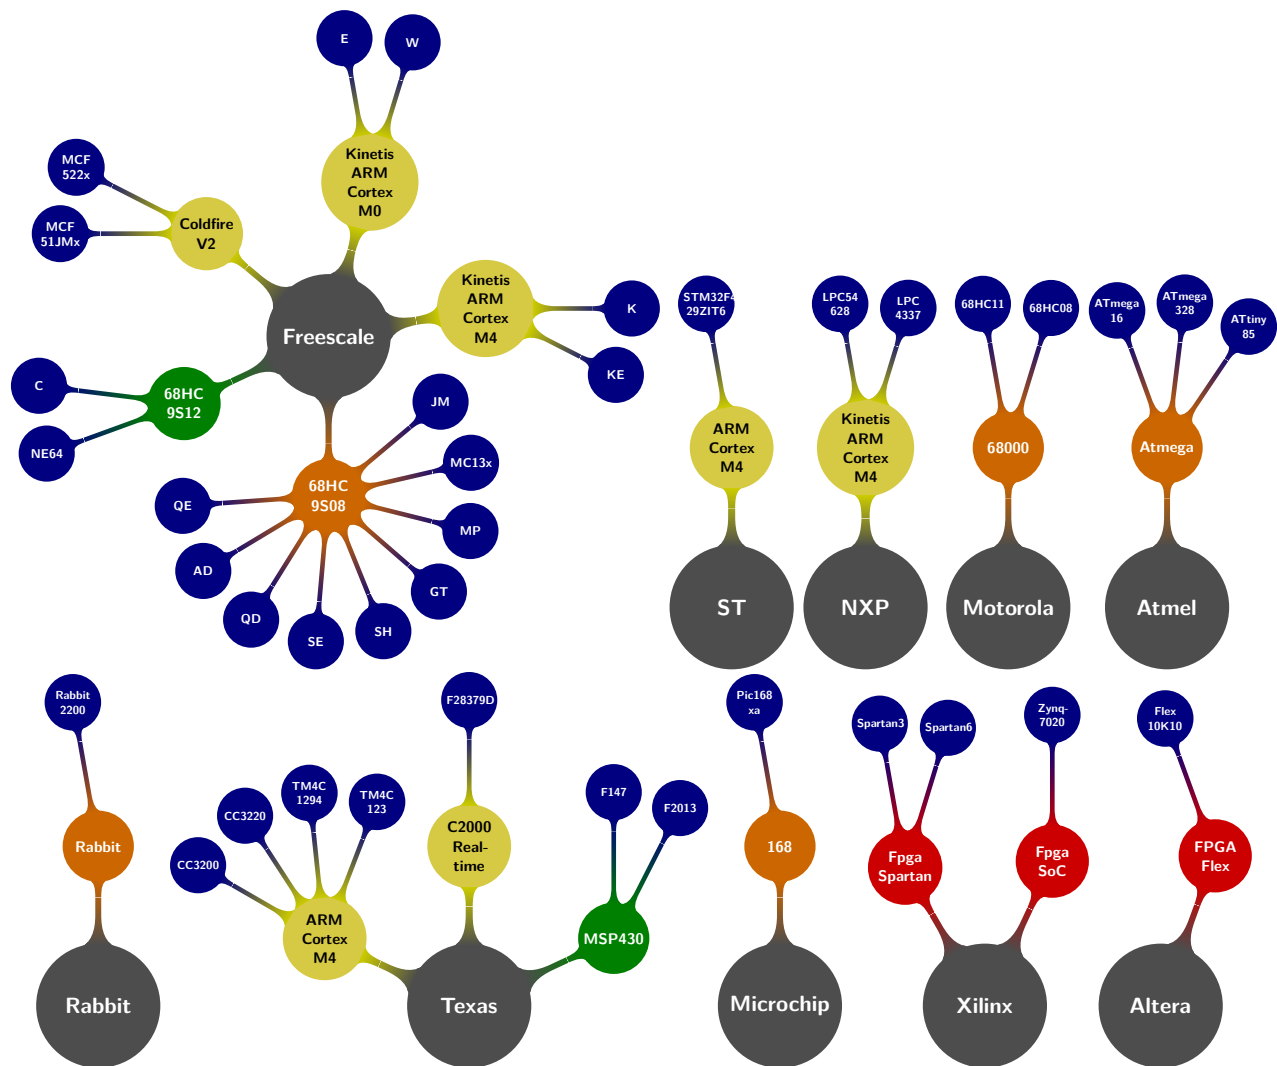 E
W
Kinetis
ARM
Cortex
M0
MCF
522x
MCF
51JMx
Coldfire
V2
Freescale
Kinetis
ARM
Cortex
M4
K
KE
C
NE64
68HC
9S12
68HC
9S08
JM
MC13x
MP
GT
SH
SE
QD
AD
QE
STM32F4
29ZIT6
ARM
Cortex
M4
ST
LPC54
628
LPC
4337
Kinetis
ARM
Cortex
M4
NXP
68HC11
68HC08
68000
Motorola
ATmega
16
ATmega
328
ATtiny
85
Atmega
Atmel
Rabbit
2200
Rabbit
Rabbit
CC3200
CC3220
TM4C
1294
TM4C
123
ARM
Cortex
M4
F28379D
C2000
Real-
time
F147
F2013
MSP430
Texas
Pic168
xa
168
Microchip
Spartan3
Spartan6
Fpga
Spartan
Zynq-
7020
Fpga
SoC
Xilinx
Flex
10K10
FPGA
Flex
Altera